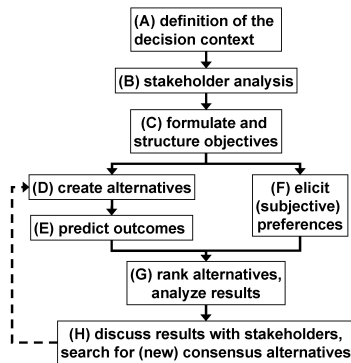 (A) definition of the
decision context
(B) stakeholder analysis
(C) formulate and
structure objectives
(D) create alternatives
(E) predict outcomes
(F) elicit
(subjective)
preferences
(G) rank alternatives,
analyze results
(H) discuss results with stakeholders,
search for (new) consensus alternatives